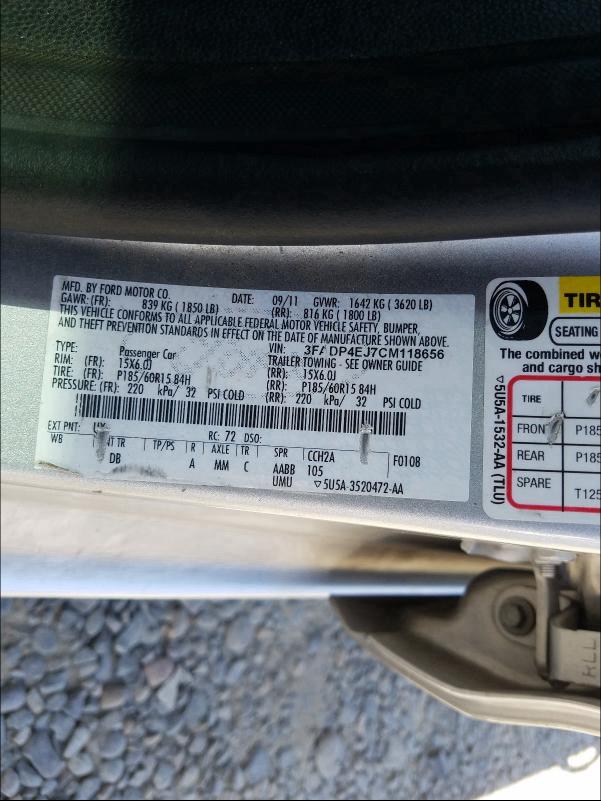 MFD. BY FORD MOTOR CO. DATE: 09/11 GVWR: 1642 KG ( 3620 LB)
GAWR: (FR): 839 KG ( 1850 LB) (RR): 816 KG ( 1800 LB)
THIS VEHICLE CONFORMS TO ALL APPLICABLE FEDERAL MOTOR VEHICLE SAFETY, BUMPER,
AND THEFT PREVENTION STANDARDS IN EFFECT ON THE DATE OF MANUFACTURE SHOWN ABOVE.
VIN: DP4EJ7CM118656
TYPE: Passenger Car TRAILER TOWING - SEE OWNER GUIDE
RIM: (FR): 15X6.0J (RR): 15X6.0J
TIRE: (FR): P185/60R15 84H (RR): P185/60R15 84H
PRESSURE: (FR) 220 kPa/ 32 PSI COLD (RR): 220 kPa/ 32 PSI COLD
EXT PNT: RC: 72 DSO: F0108
WB TR TP/PS R AXLE TR SPR CCH2A
DB A MM C AABB 105
UMU ▽5U5A-3520472-AA
TIR
SEATING
The combined w
and cargo sh
TIRE
FRON P185
REAR P185
SPARE T125
▽5U5A-1532-AA (TLU)